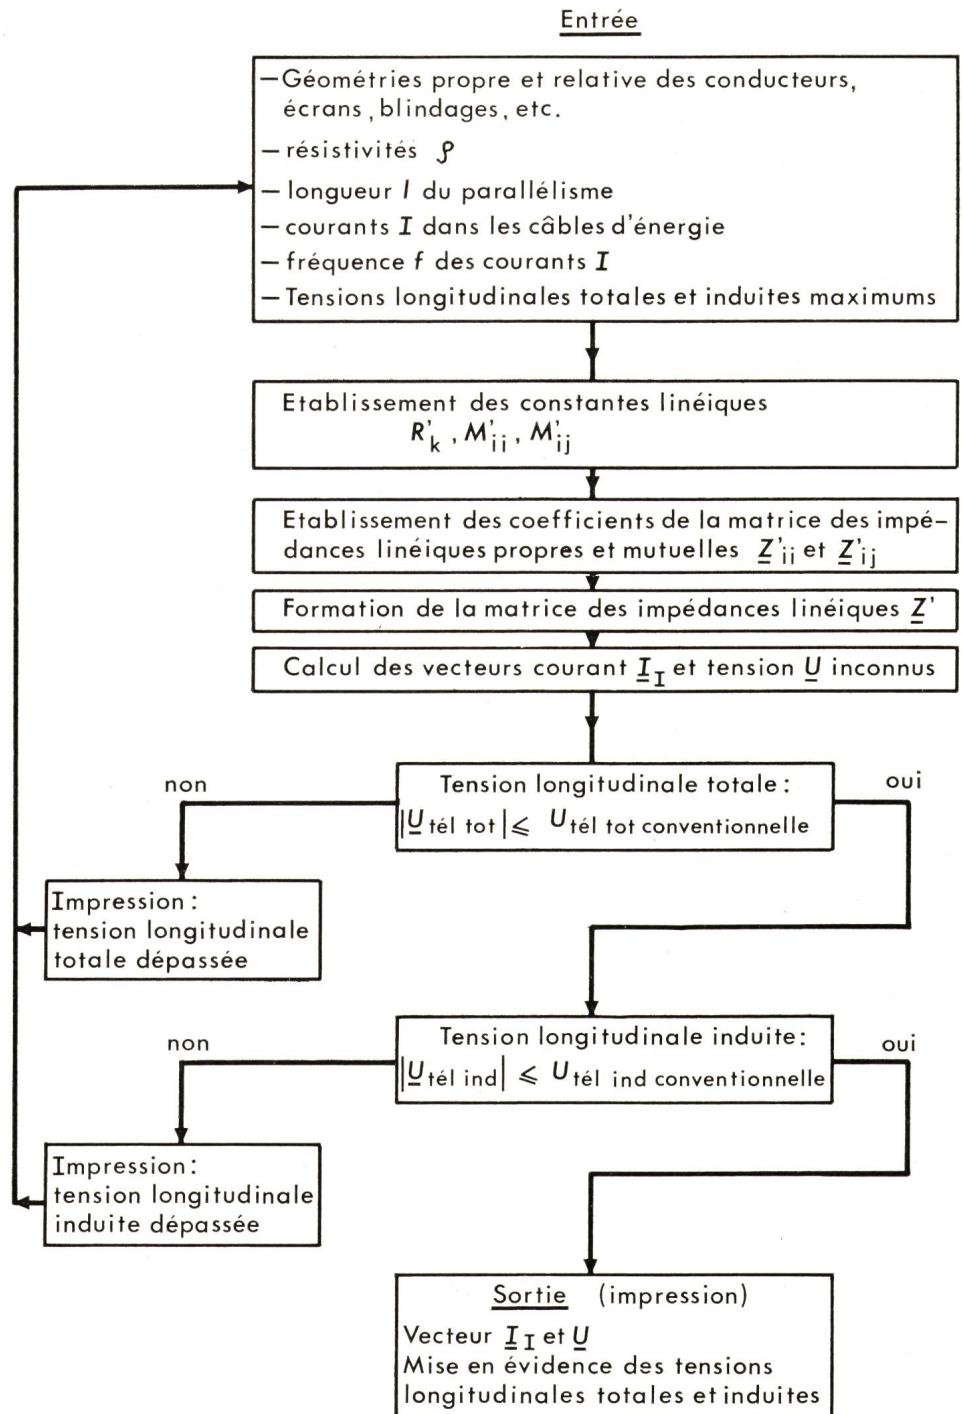 Entrée
– Géométries propre et relative des conducteurs,
écrans, blindages, etc.
– résistivités ρ
– longueur l du parallélisme
– courants I dans les câbles d'énergie
– fréquence f des courants I
– Tensions longitudinales totales et induites maximums
Etablissement des constantes linéiques
R'k , M'ii , M'ij
Etablissement des coefficients de la matrice des impé–
dances linéiques propres et mutuelles Z'ii et Z'ij
Formation de la matrice des impédances linéiques Z'
Calcul des vecteurs courant II et tension U inconnus
non
Tension longitudinale totale :
oui
|U tél tot| ⩽ U tél tot conventionnelle
Impression :
tension longitudinale
totale dépassée
non
Tension longitudinale induite:
oui
|U tél ind| ⩽ U tél ind conventionnelle
Impression :
tension longitudinale
induite dépassée
Sortie (impression)
Vecteur II et U
Mise en évidence des tensions
longitudinales totales et induites